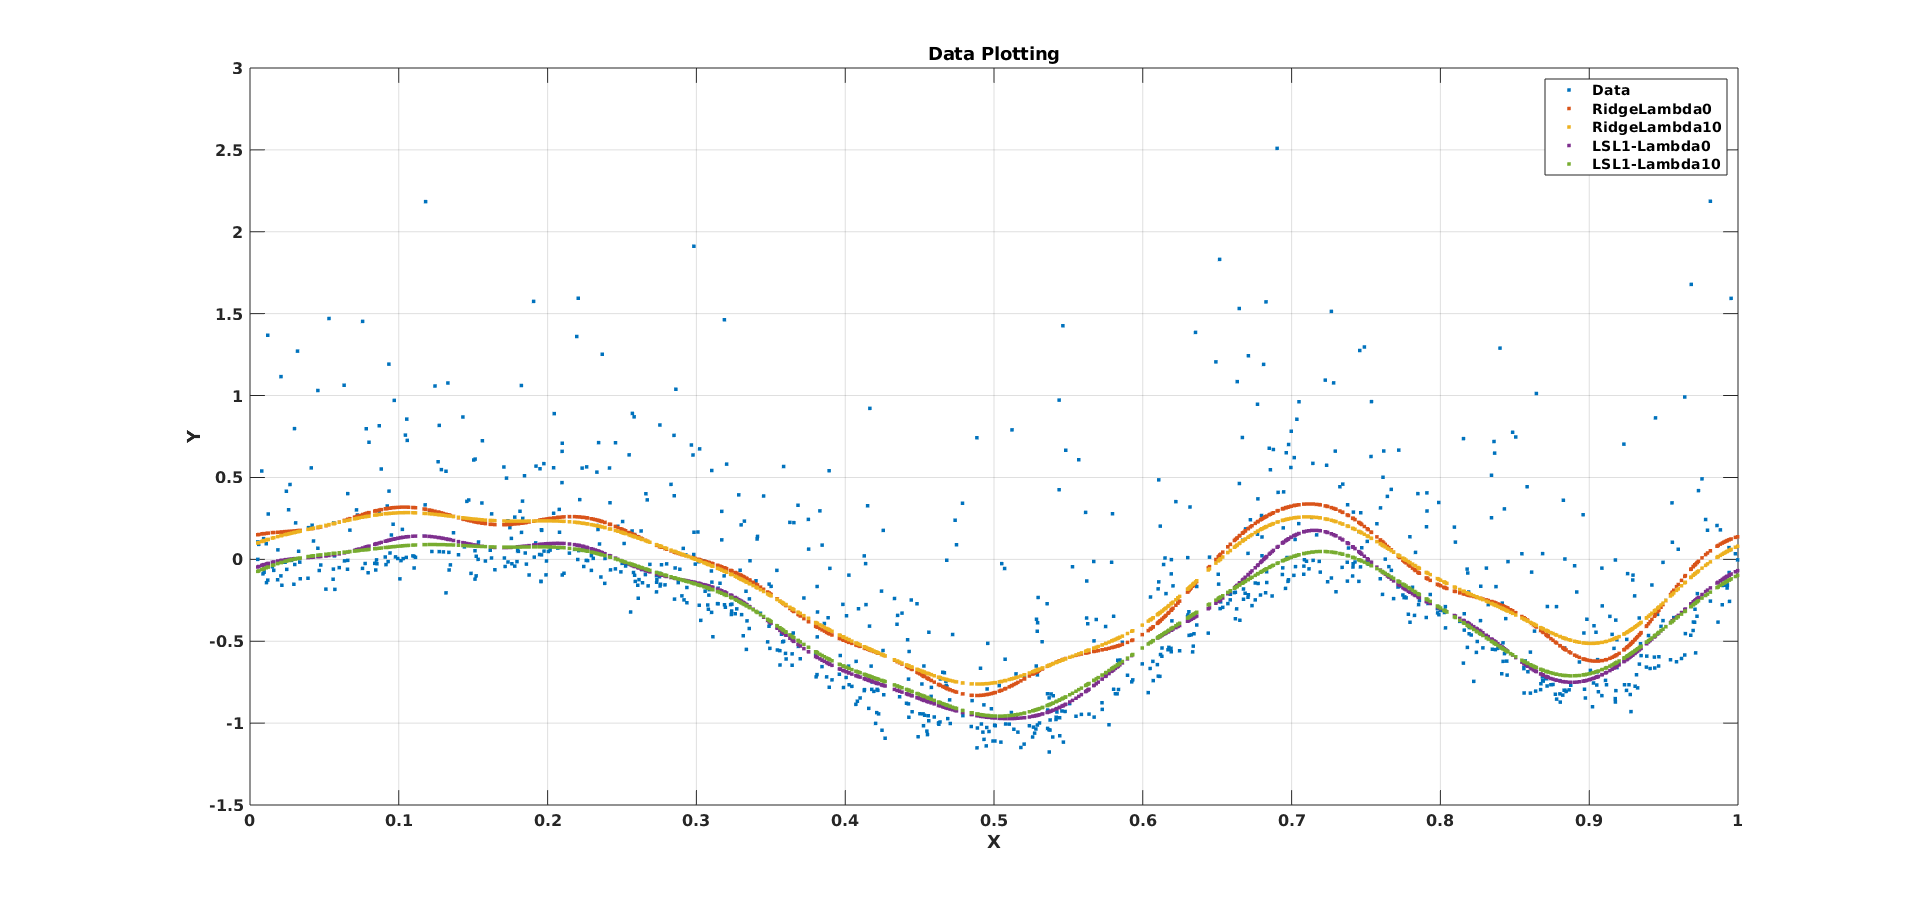 Data Plotting
3
2.5
2
1.5
1
0.5
0
-0.5
-1
-1.5
Y
0 0.1 0.2 0.3 0.4 0.5 0.6 0.7 0.8 0.9 1
X
Data
RidgeLambda0
RidgeLambda10
LSL1-Lambda0
LSL1-Lambda10